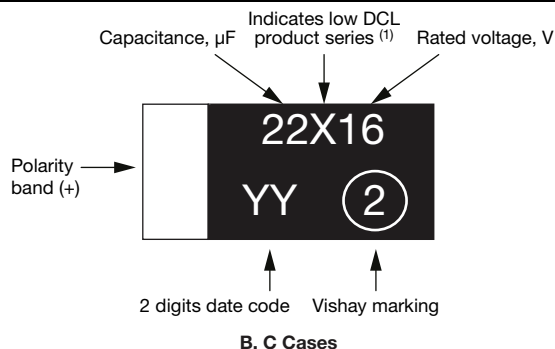 Indicates low DCL
Capacitance, µF
product series (1)
Rated voltage, V
22X16
Polarity
band (+)
YY
2
2 digits date code
Vishay marking
B, C Cases